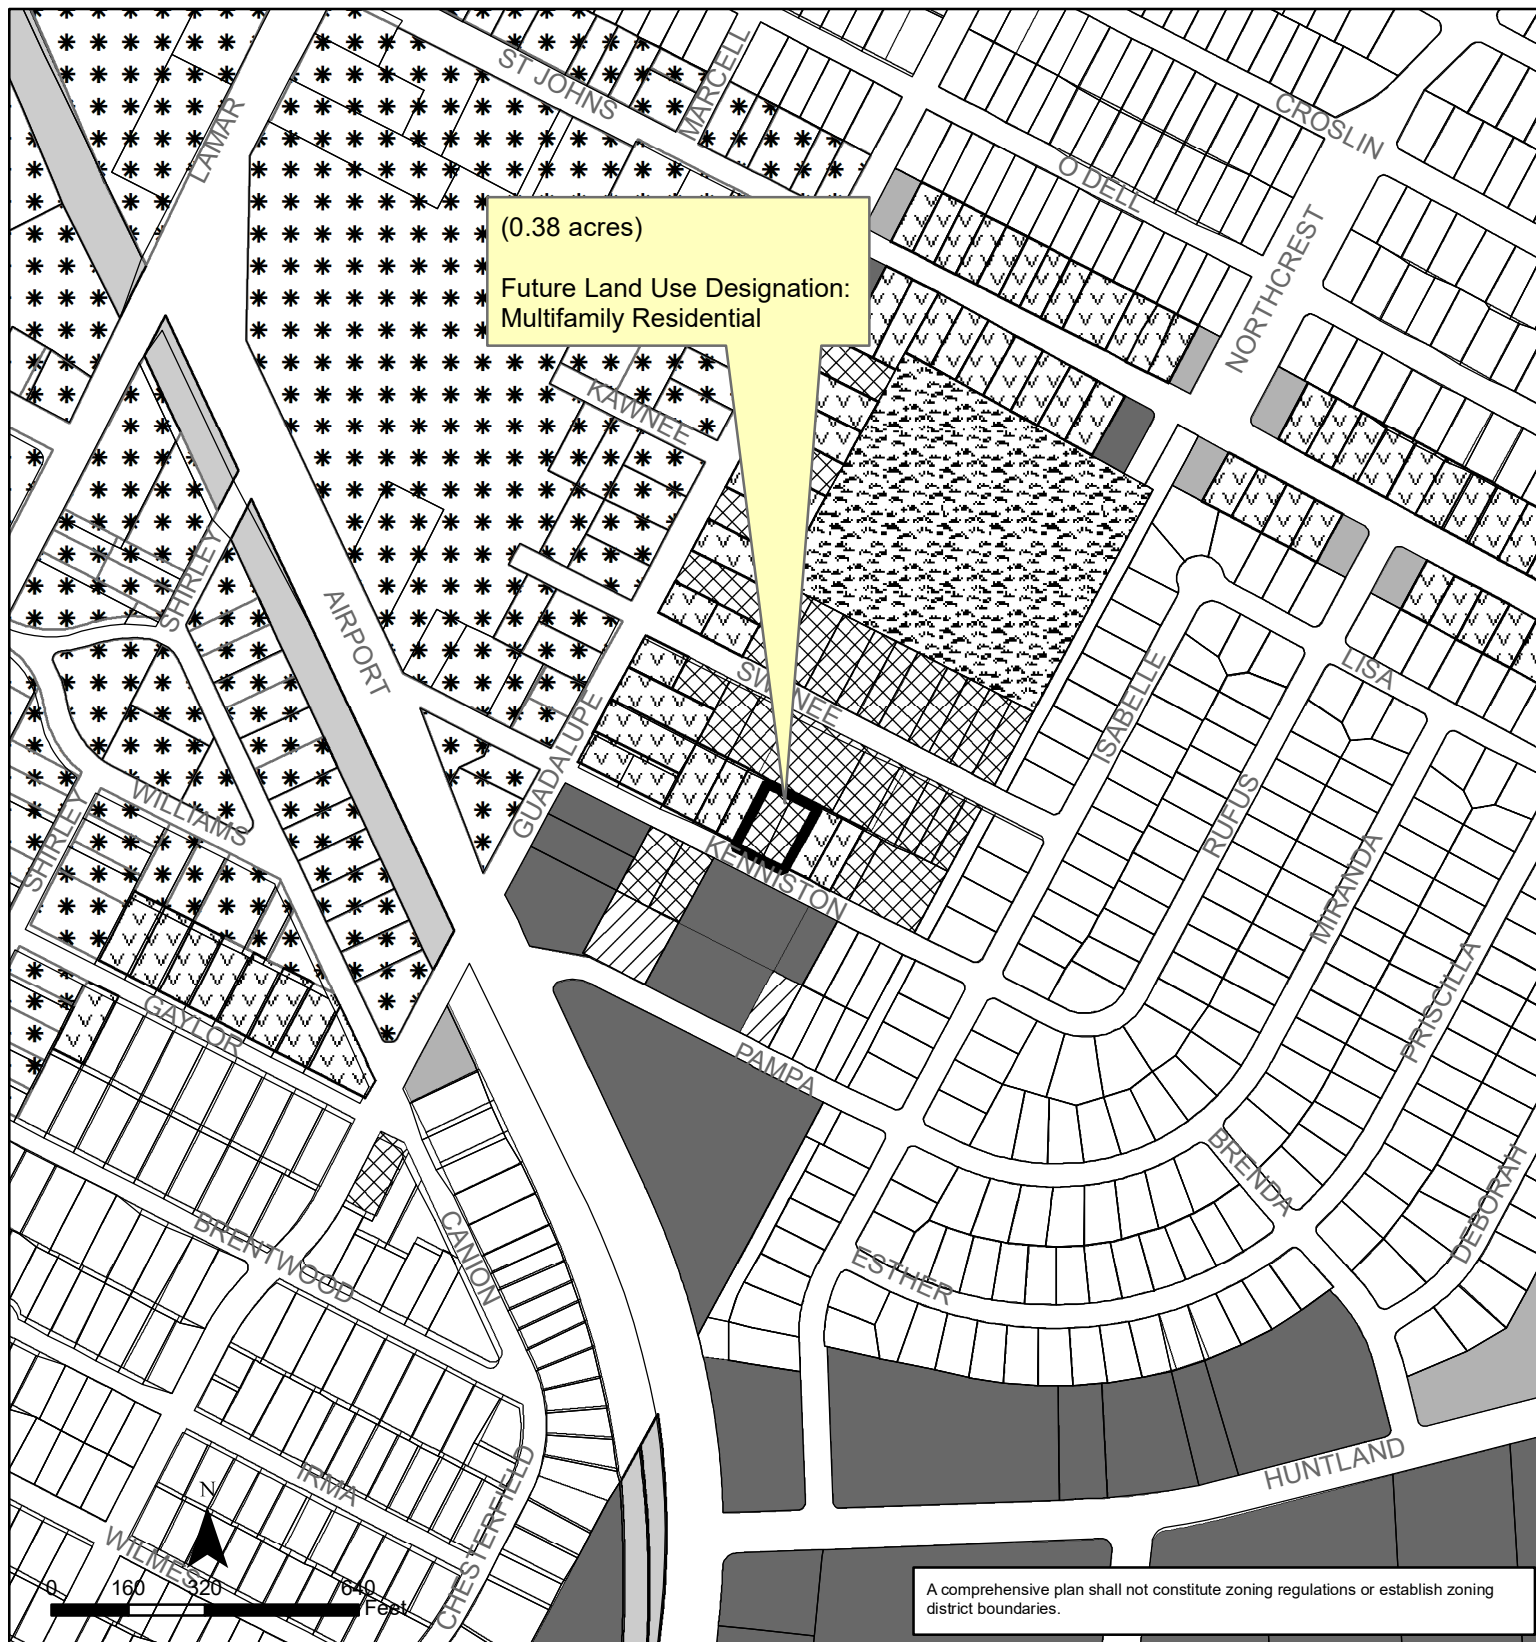 ST JOHNS
MARCELL
LAMAR
CROSLIN
O DELL
NORTHCREST
(0.38 acres)
Future Land Use Designation:
Multifamily Residential
KAWNEE
SHIRLEY
AIRPORT
GUADALUPE
SWANEE
ISABELLE
LISA
RUFUS
MIRANDA
PRISCILLA
WILLIAMS
SHIRLEY
KENNISTON
GAYLOR
PAMPA
BRENDA
DEBORAH
BRENTWOOD
CANION
ESTHER
HUNTLAND
IRMA
CHESTERFIELD
WILMES
N
0 160 320 640
Feet
A comprehensive plan shall not constitute zoning regulations or establish zoning
district boundaries.